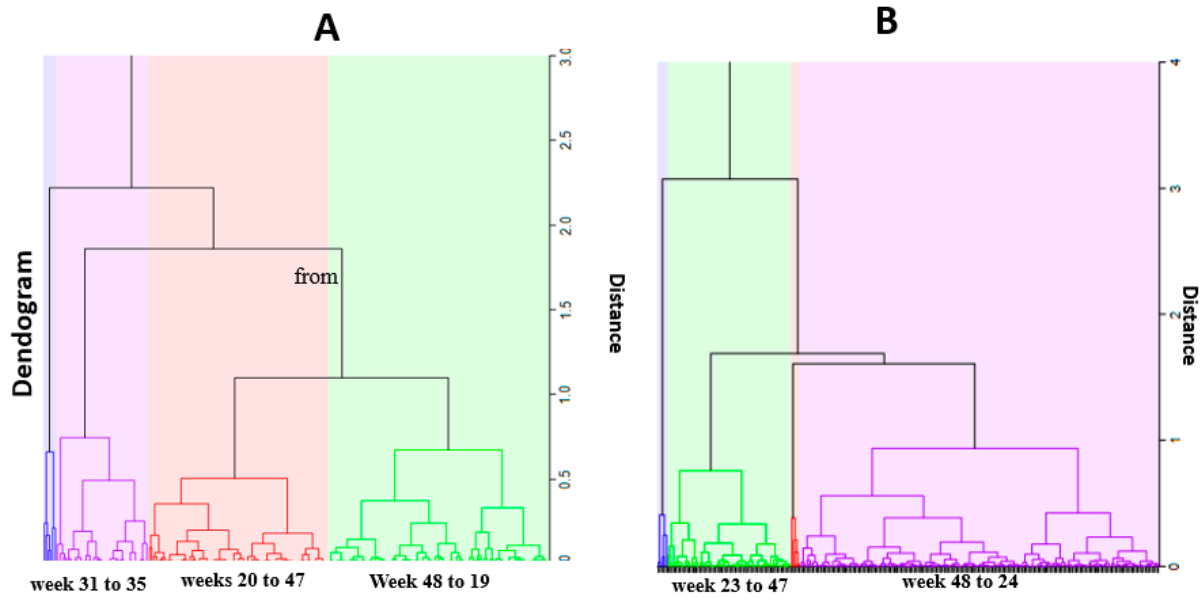 A
B
3.0
2.5
2.0
1.5
1.0
0.5
0
Dendogram
from
Distance
week 31 to 35
weeks 20 to 47
Week 48 to 19
4
3
2
1
0
Distance
week 23 to 47
week 48 to 24